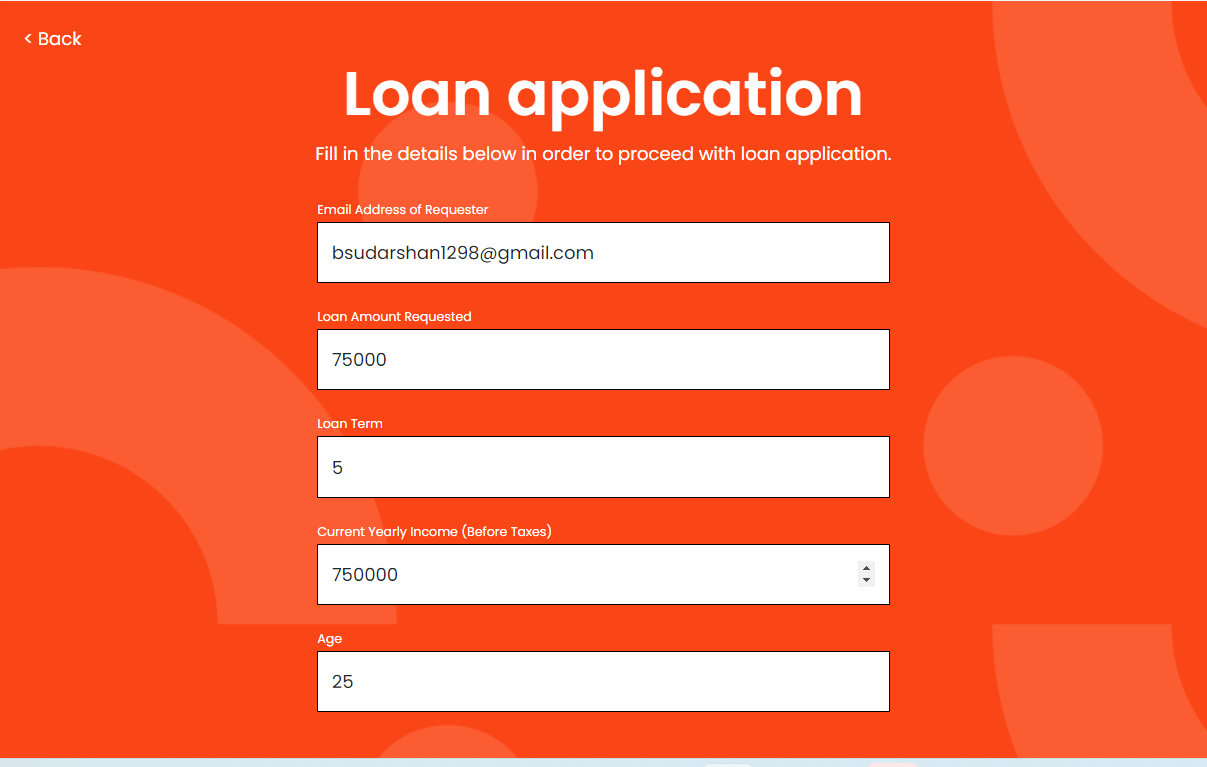 < Back
Loan application
Fill in the details below in order to proceed with loan application.
Email Address of Requester
bsudarshan1298@gmail.com
Loan Amount Requested
75000
Loan Term
5
Current Yearly Income (Before Taxes)
750000
Age
25